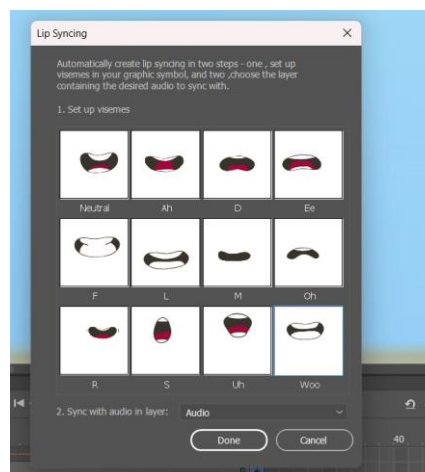 Lip Syncing
Automatically create lip syncing in two steps - one , set up
visemes in your graphic symbol, and two ,choose the layer
containing the desired audio to sync with.
1. Set up visemes
Neutral Ah D Ee
F L M Oh
R S Uh Woo
2. Sync with audio in layer: Audio
Done Cancel
40